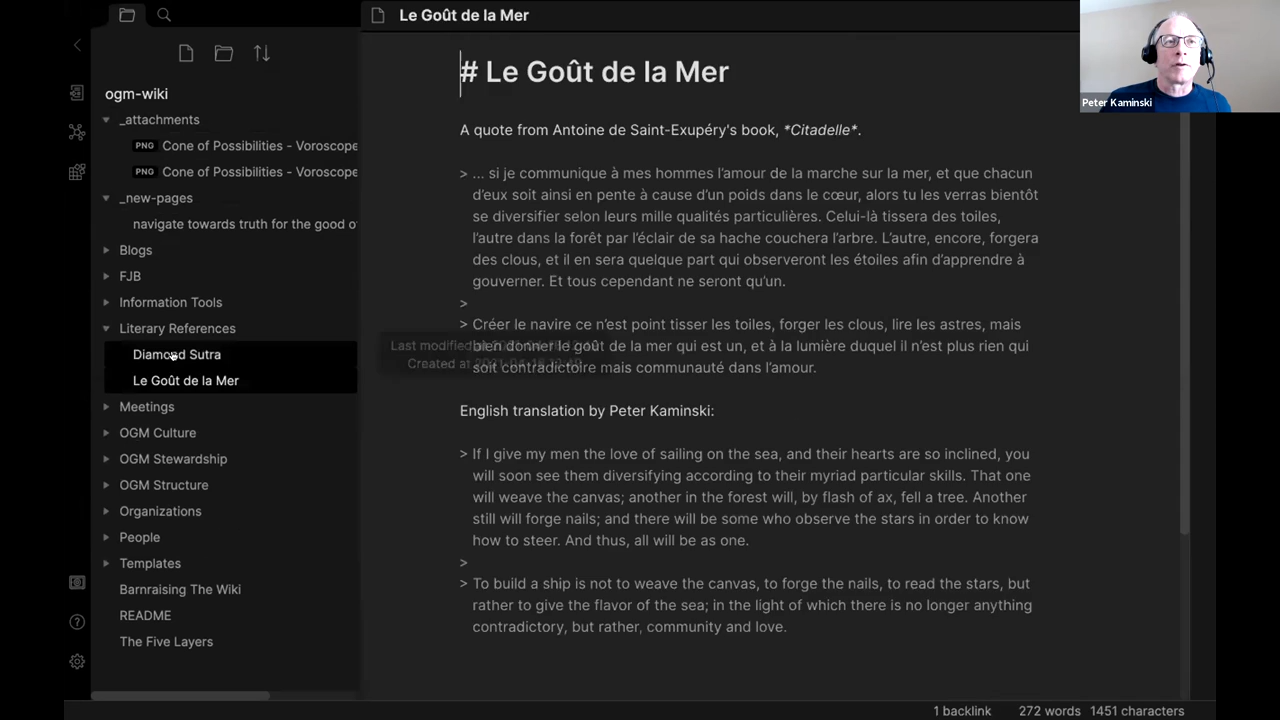 Le Goût de la Mer
Peter Kaminski
ogm-wiki
_attachments
PNG Cone of Possibilities - Voroscope
PNG Cone of Possibilities - Voroscope
_new-pages
navigate towards truth for the good o
Blogs
FJB
Information Tools
Literary References
Diamond Sutra
Le Goût de la Mer
Meetings
OGM Culture
OGM Stewardship
OGM Structure
Organizations
People
Templates
Barnraising The Wiki
README
The Five Layers
# Le Goût de la Mer
A quote from Antoine de Saint-Exupéry's book, *Citadelle*.
> ... si je communique à mes hommes l’amour de la marche sur la mer, et que chacun
d’eux soit ainsi en pente à cause d’un poids dans le cœur, alors tu les verras bientôt
se diversifier selon leurs mille qualités particulières. Celui-là tissera des toiles,
l’autre dans la forêt par l’éclair de sa hache couchera l’arbre. L’autre, encore, forgera
des clous, et il en sera quelque part qui observeront les étoiles afin d’apprendre à
gouverner. Et tous cependant ne seront qu’un.
>
> Créer le navire ce n’est point tisser les toiles, forger les clous, lire les astres, mais
bien donner le goût de la mer qui est un, et à la lumière duquel il n’est plus rien qui
soit contradictoire mais communauté dans l’amour.
Last modified
Created at
English translation by Peter Kaminski:
> If I give my men the love of sailing on the sea, and their hearts are so inclined, you
will soon see them diversifying according to their myriad particular skills. That one
will weave the canvas; another in the forest will, by flash of ax, fell a tree. Another
still will forge nails; and there will be some who observe the stars in order to know
how to steer. And thus, all will be as one.
>
> To build a ship is not to weave the canvas, to forge the nails, to read the stars, but
rather to give the flavor of the sea; in the light of which there is no longer anything
contradictory, but rather, community and love.
1 backlink 272 words 1451 characters